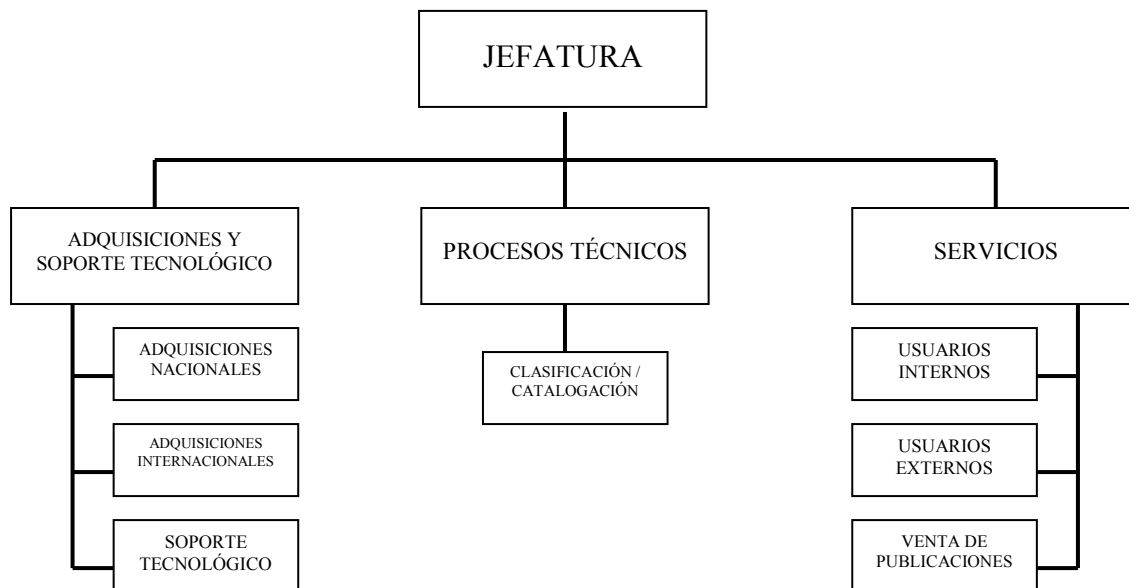 JEFATURA
ADQUISICIONES Y
SOPORTE TECNOLÓGICO
PROCESOS TÉCNICOS
SERVICIOS
ADQUISICIONES
NACIONALES
ADQUISICIONES
INTERNACIONALES
SOPORTE
TECNOLÓGICO
CLASIFICACIÓN /
CATALOGACIÓN
USUARIOS
INTERNOS
USUARIOS
EXTERNOS
VENTA DE
PUBLICACIONES